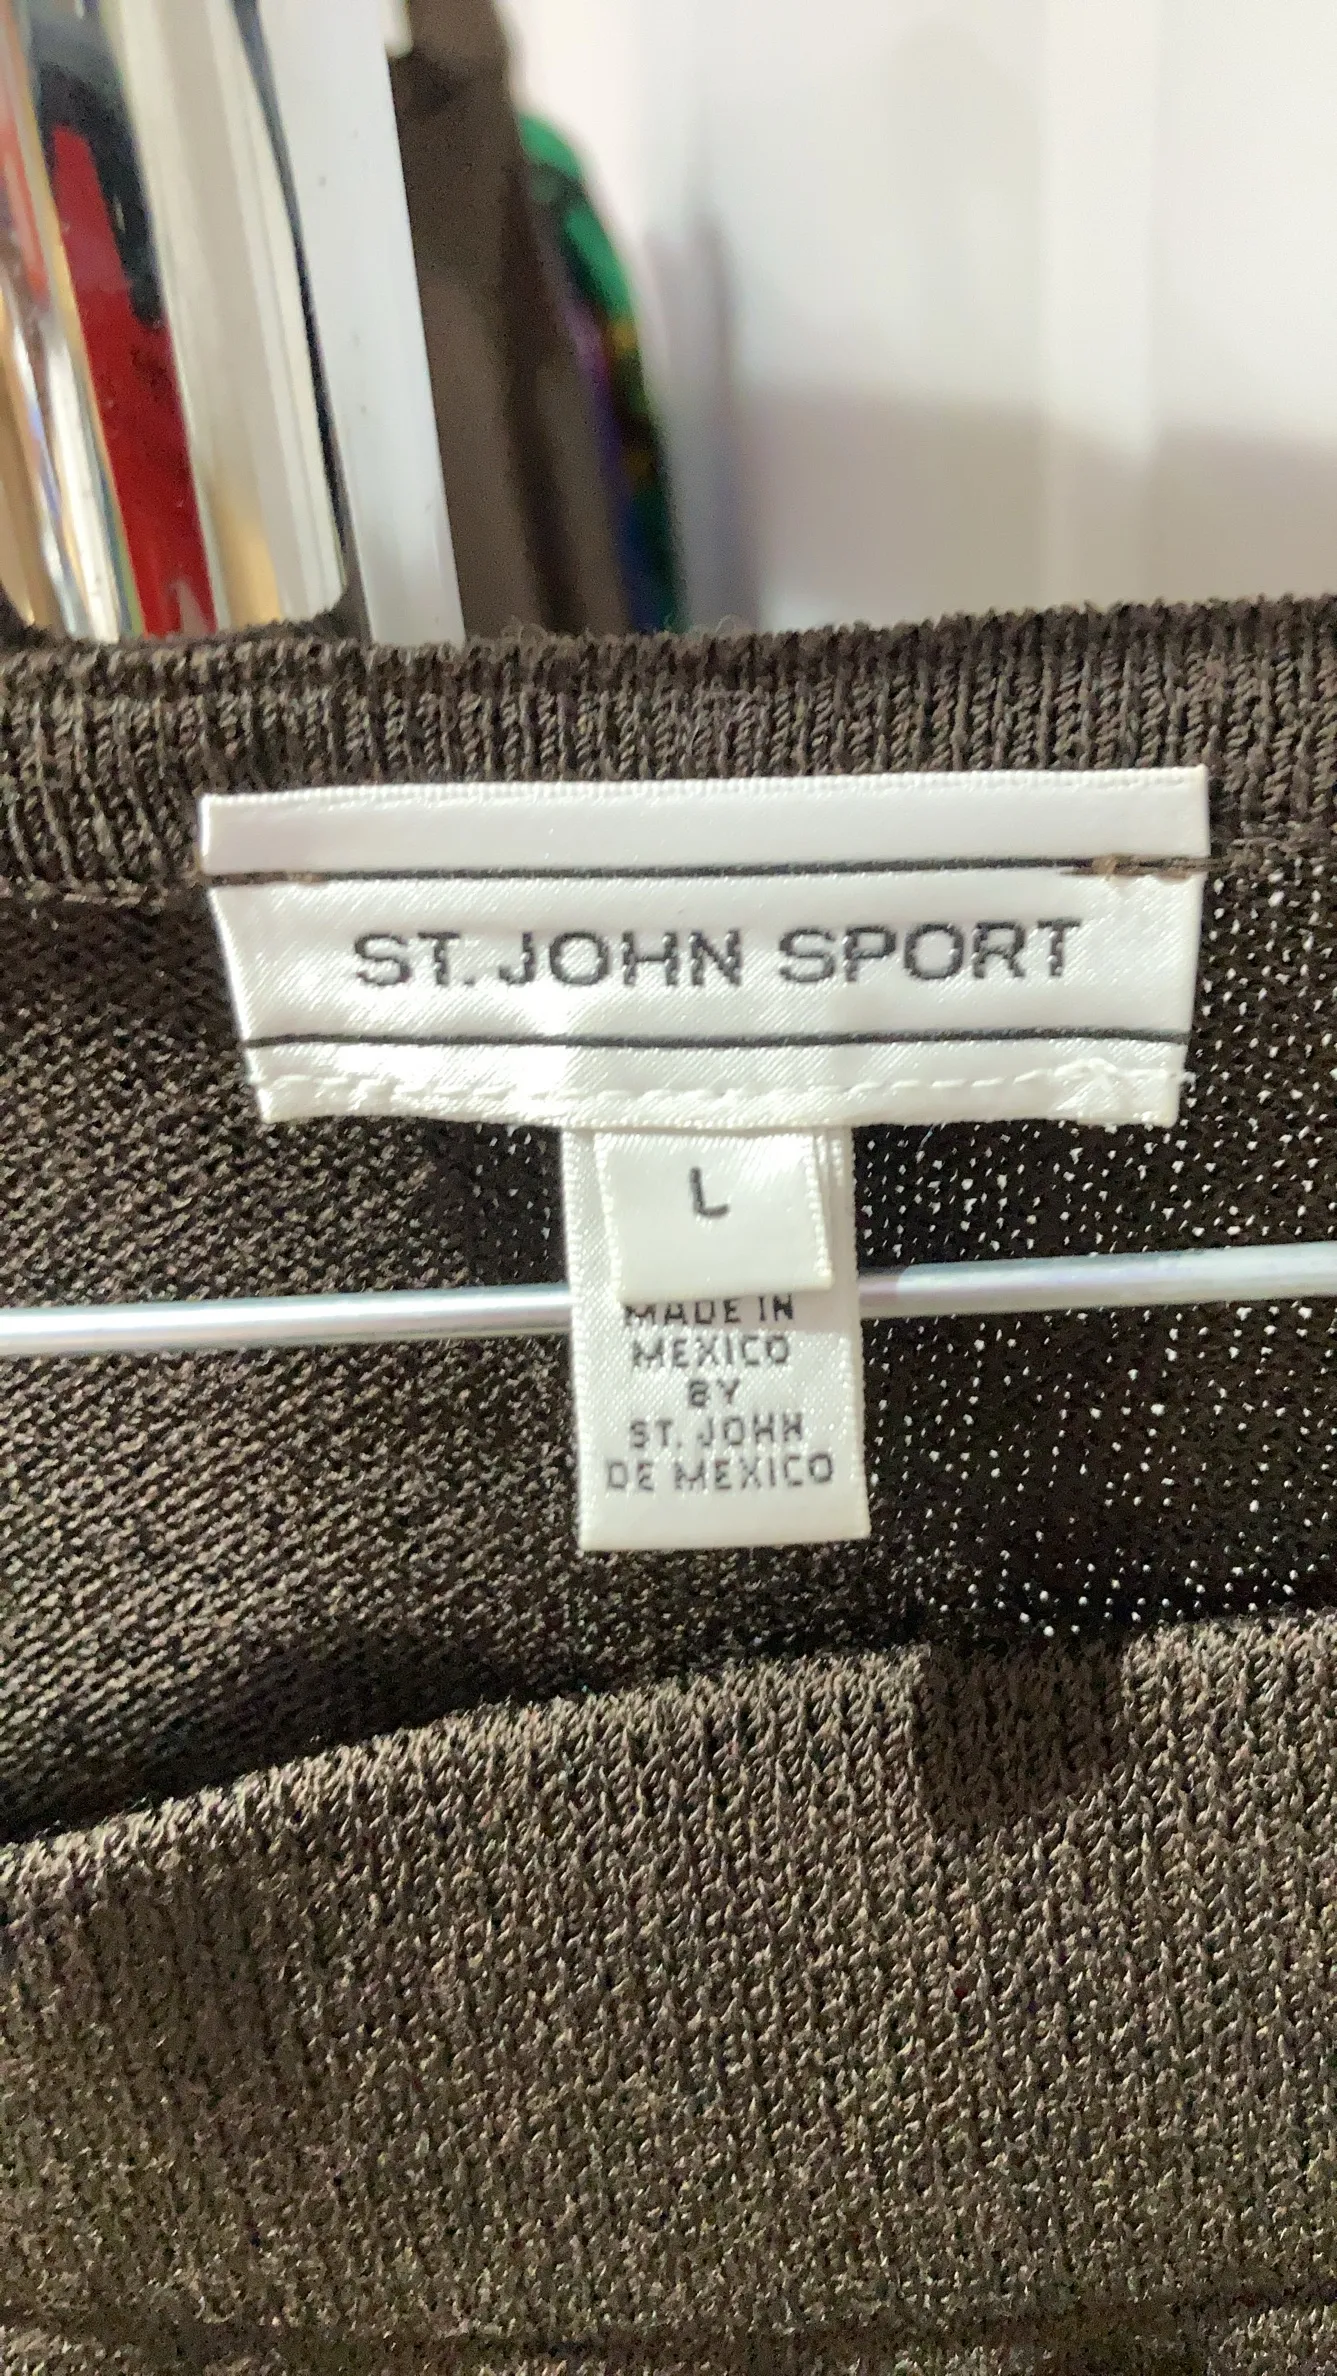 ST. JOHN SPORT
L
MADE IN
MEXICO
BY
ST. JOHN
DE MEXICO